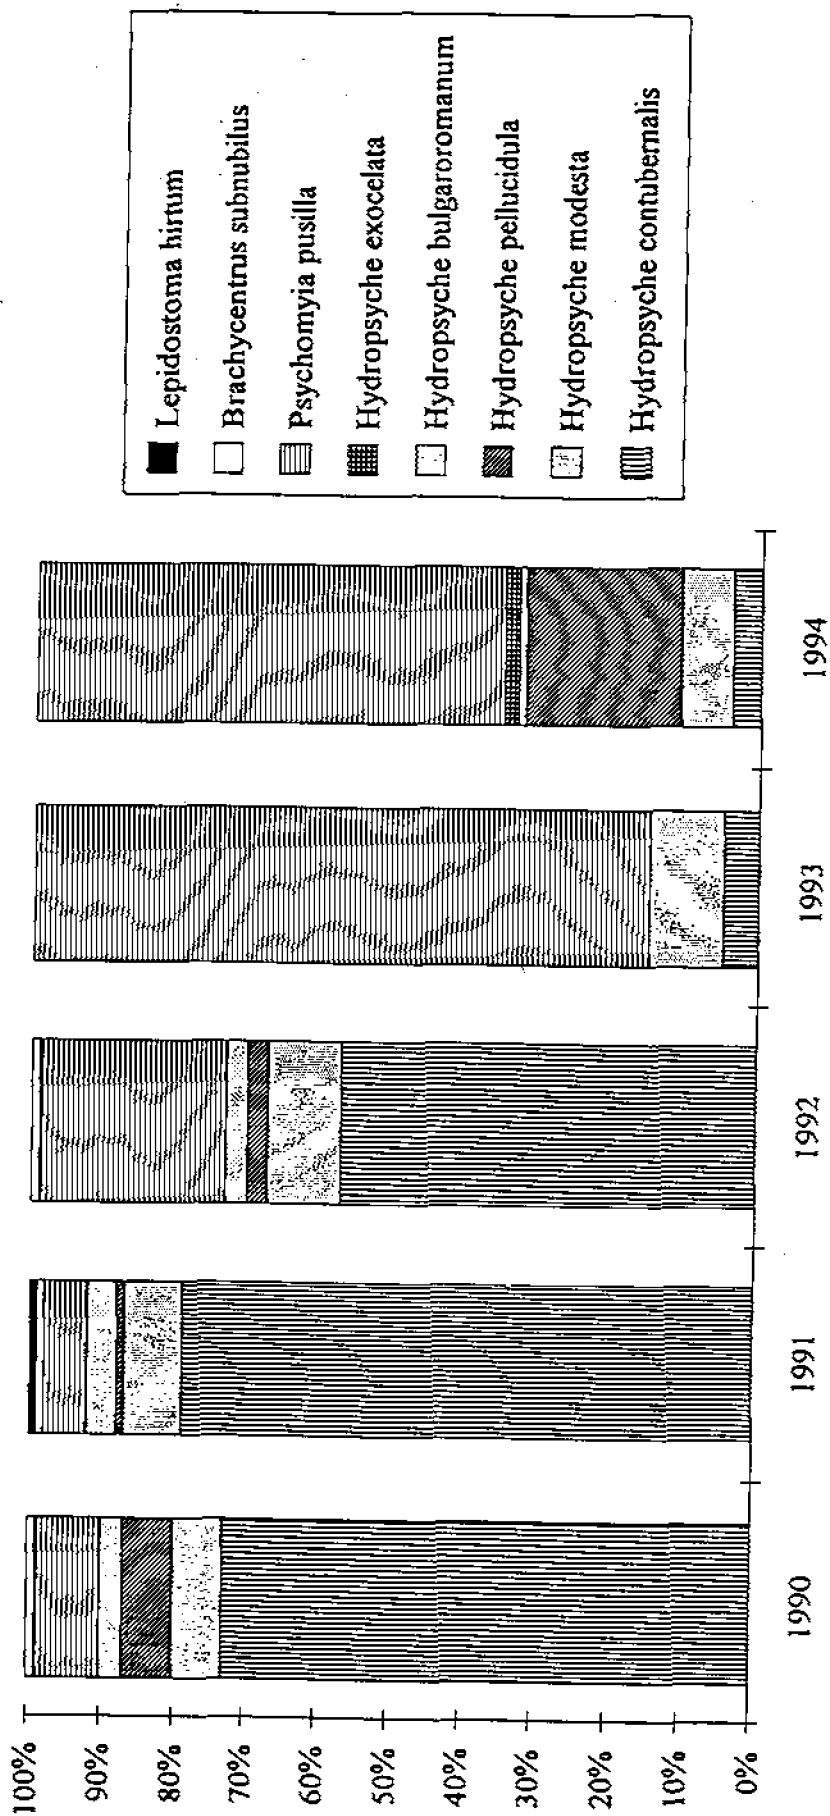 100%
90%
80%
70%
60%
50%
40%
30%
20%
10%
0%
1990
1991
1992
1993
1994
Lepidostoma hirtum
Brachycentrus subnubilus
Psychomyia pusilla
Hydropsyche exocelata
Hydropsyche bulgaroromanum
Hydropsyche pellucidula
Hydropsyche modesta
Hydropsyche contubernalis